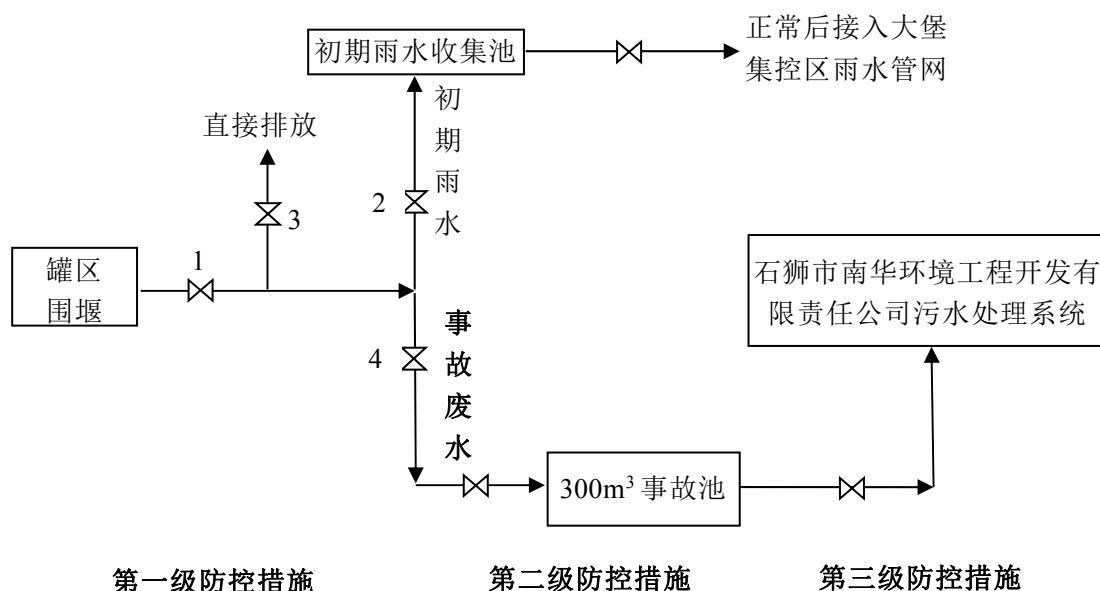 正常后接入大堡
集控区雨水管网
初期雨水收集池
初
期
雨
水
直接排放
3
2
罐区
围堰
1
石狮市南华环境工程开发有
限责任公司污水处理系统
4
事
故
废
水
300m³ 事故池
第一级防控措施
第二级防控措施
第三级防控措施